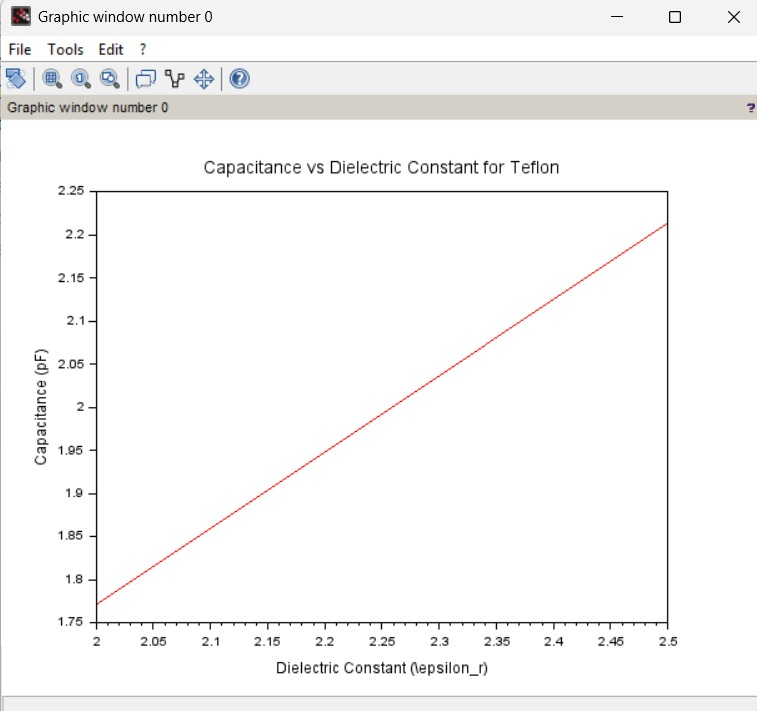 Graphic window number 0
File Tools Edit ?
Graphic window number 0 ?
Capacitance vs Dielectric Constant for Teflon
2.25
2.2
2.15
2.1
2.05
2
1.95
1.9
1.85
1.8
1.75
Capacitance (pF)
2 2.05 2.1 2.15 2.2 2.25 2.3 2.35 2.4 2.45 2.5
Dielectric Constant (\epsilon_r)